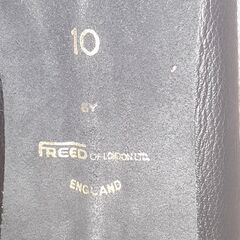 10
BY
FREED OF LONDON LTD.
ENGLAND